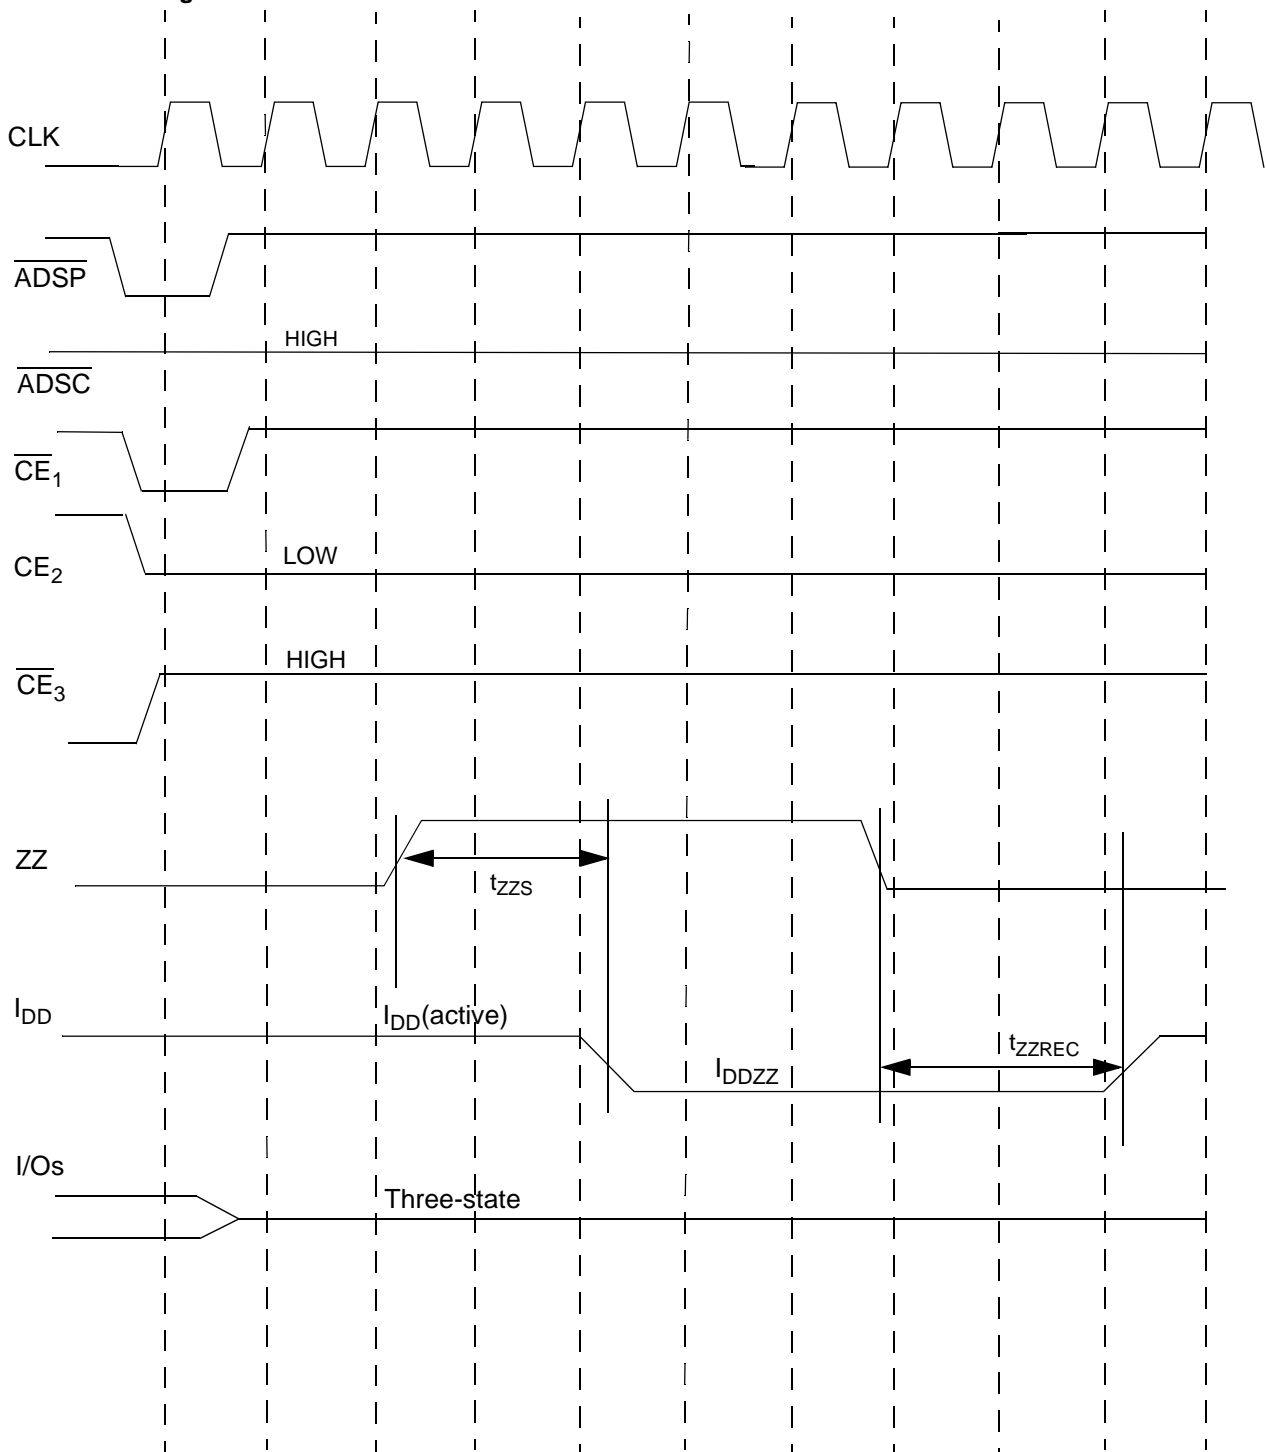 CLK
ADSP
HIGH
ADSC
CE1
LOW
CE2
HIGH
CE3
ZZ
tZZS
IDD
IDD(active)
tZZREC
IDDZZ
I/Os
Three-state